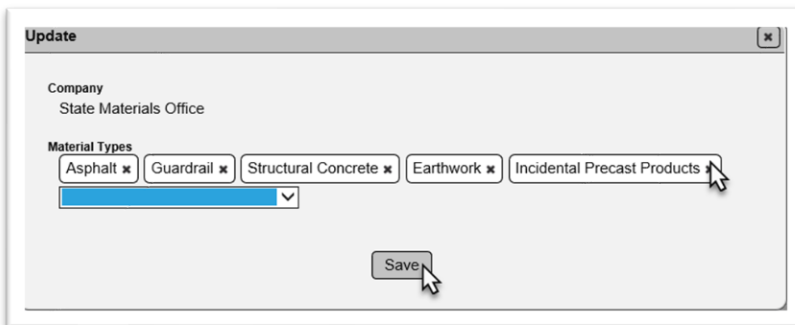 Update
Company
State Materials Office
Material Types
Asphalt × Guardrail × Structural Concrete × Earthwork × Incidental Precast Products ×
Save